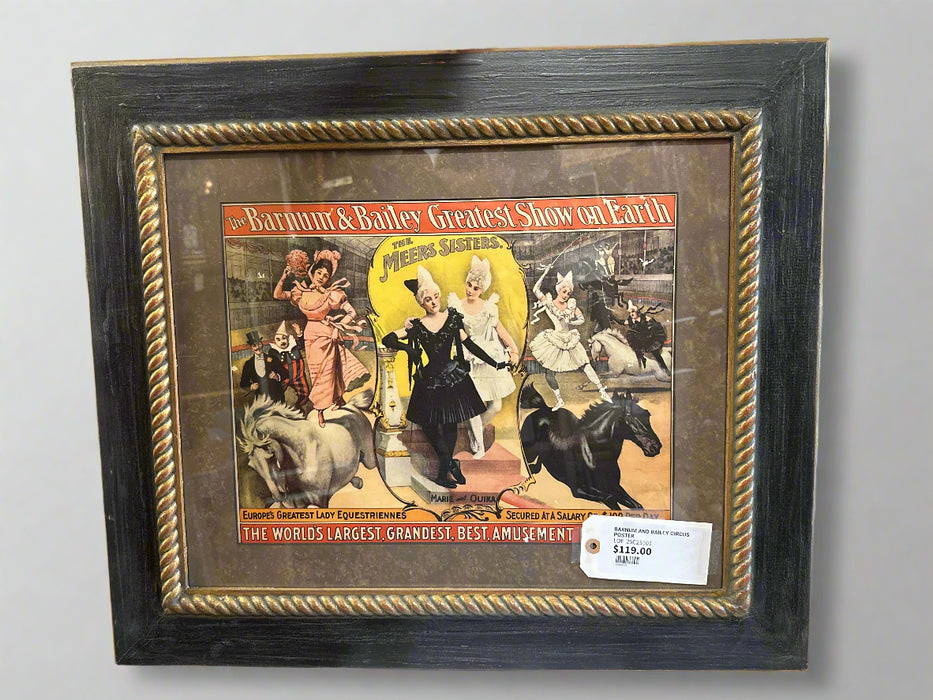 The Barnum & Bailey Greatest Show on Earth
THE
MEERS SISTERS.
MARIE and OUIKA
EUROPE'S GREATEST LADY EQUESTRIENNES
SECURED AT A SALARY OF $100 PER DAY
THE WORLD'S LARGEST, GRANDEST, BEST, AMUSEMENT
BARNUM AND BAILEY CIRCUS
POSTER
$119.00